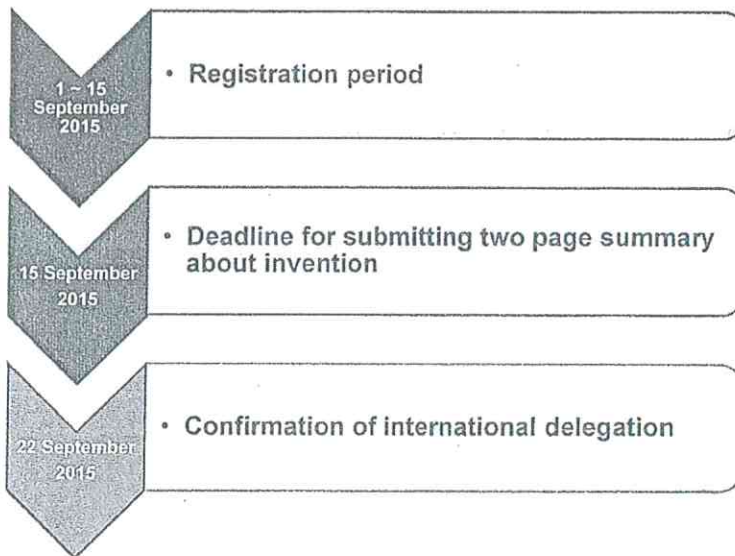 1 ~ 15
September
2015
• Registration period
15 September
2015
• Deadline for submitting two page summary
about invention
22 September
2015
• Confirmation of international delegation